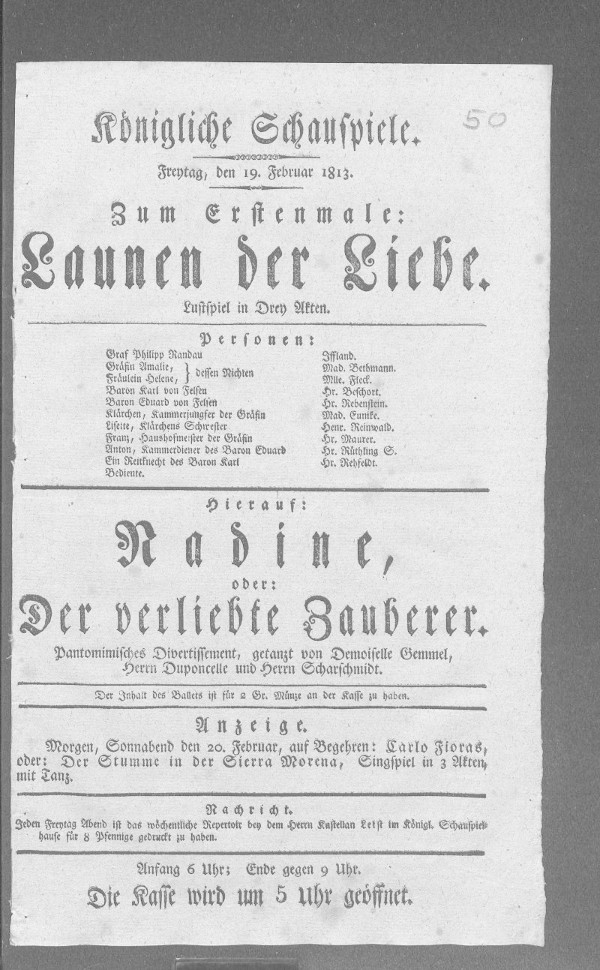 50
Königliche Schauspiele.
Freytag, den 19. Februar 1813.
Zum Erstenmale:
Launen der Liebe.
Lustspiel in Drey Akten.
Personen:
Graf Philipp Randau Iffland.
Gräfin Amalie, } dessen Nichten Mad. Bethmann.
Fräulein Helene, Mlle. Fleck.
Baron Karl von Felsen Hr. Beschort.
Baron Eduard von Felsen Hr. Rebenstein.
Klärchen, Kammerjungfer der Gräfin Mad. Eunike.
Lisette, Klärchens Schwester Henr. Reinwald.
Franz, Haushofmeister der Gräfin Hr. Maurer.
Anton, Kammerdiener des Baron Eduard Hr. Rüthling S.
Ein Reitknecht des Baron Karl Hr. Rehfeldt.
Bediente.
Hierauf:
Nadine,
oder:
Der verliebte Zauberer.
Pantomimisches Divertissement, getanzt von Demoiselle Gemmel,
Herrn Duponcelle und Herrn Scharschmidt.
Der Inhalt des Ballets ist für 2 Gr. Münze an der Kasse zu haben.
Anzeige.
Morgen, Sonnabend den 20. Februar, auf Begehren: Carlo Fioras,
oder: Der Stumme in der Sierra Morena, Singspiel in 3 Akten,
mit Tanz.
Nachricht.
Jeden Freytag Abend ist das wöchentliche Repertoir bey dem Herrn Kastellan Leist im Königl. Schauspiel-
hause für 8 Pfennige gedruckt zu haben.
Anfang 6 Uhr; Ende gegen 9 Uhr.
Die Kasse wird um 5 Uhr geöffnet.